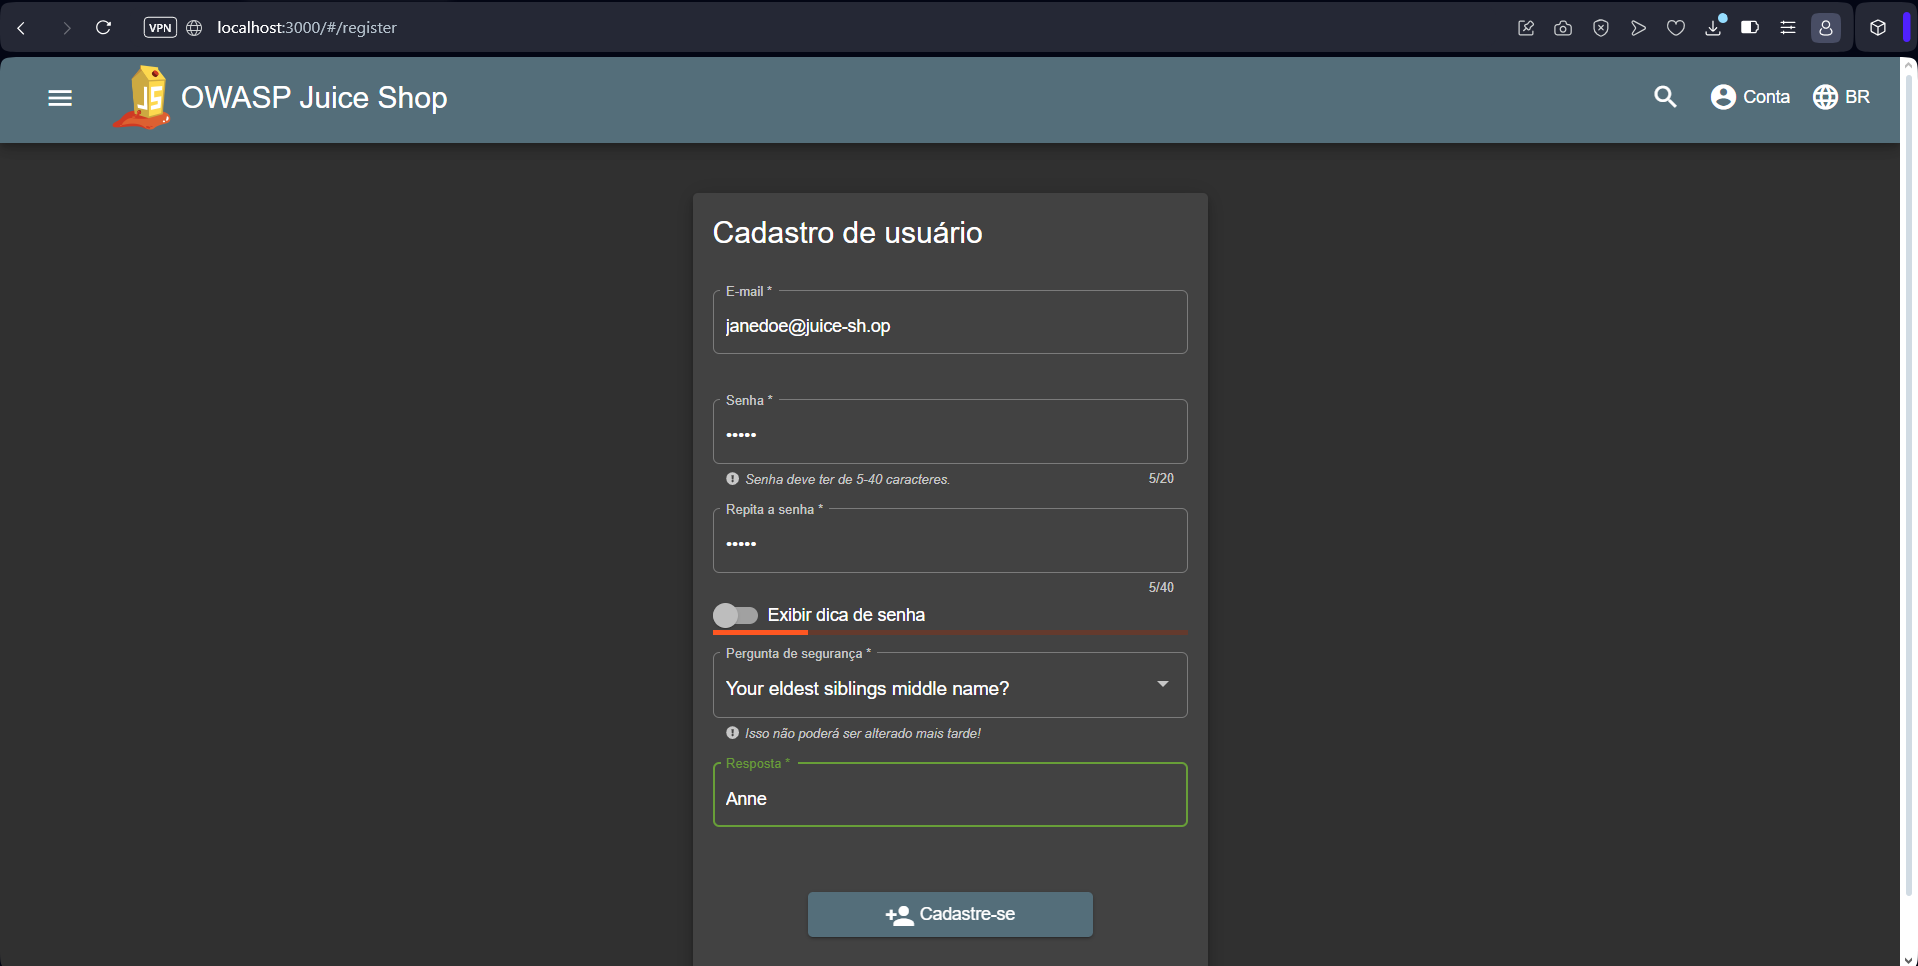 VPN localhost:3000/#/register
JS OWASP Juice Shop Conta BR
Cadastro de usuário
E-mail *
janedoe@juice-sh.op
Senha *
•••••
Senha deve ter de 5-40 caracteres. 5/20
Repita a senha *
•••••
5/40
Exibir dica de senha
Pergunta de segurança *
Your eldest siblings middle name?
Isso não poderá ser alterado mais tarde!
Resposta *
Anne
Cadastre-se